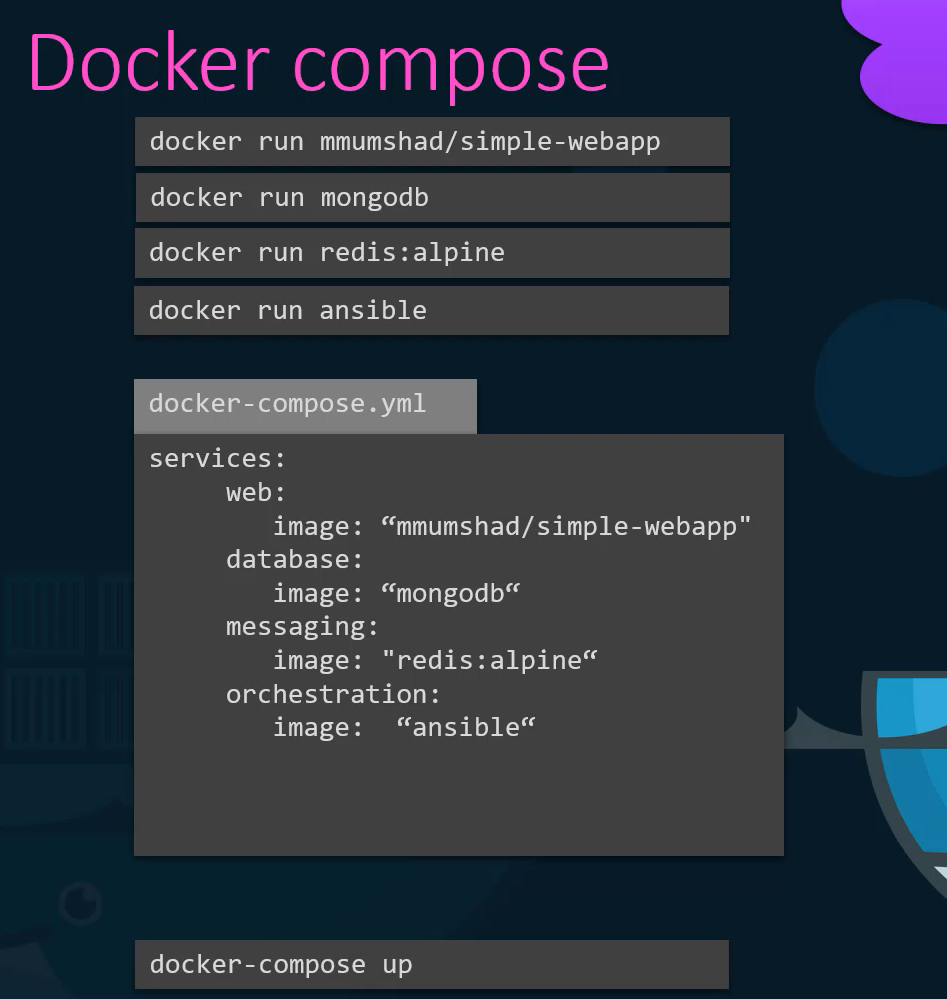 Docker compose
docker run mmumshad/simple-webapp
docker run mongodb
docker run redis:alpine
docker run ansible
docker-compose.yml
services:
web:
image: “mmumshad/simple-webapp"
database:
image: “mongodb“
messaging:
image: "redis:alpine“
orchestration:
image: “ansible“
docker-compose up